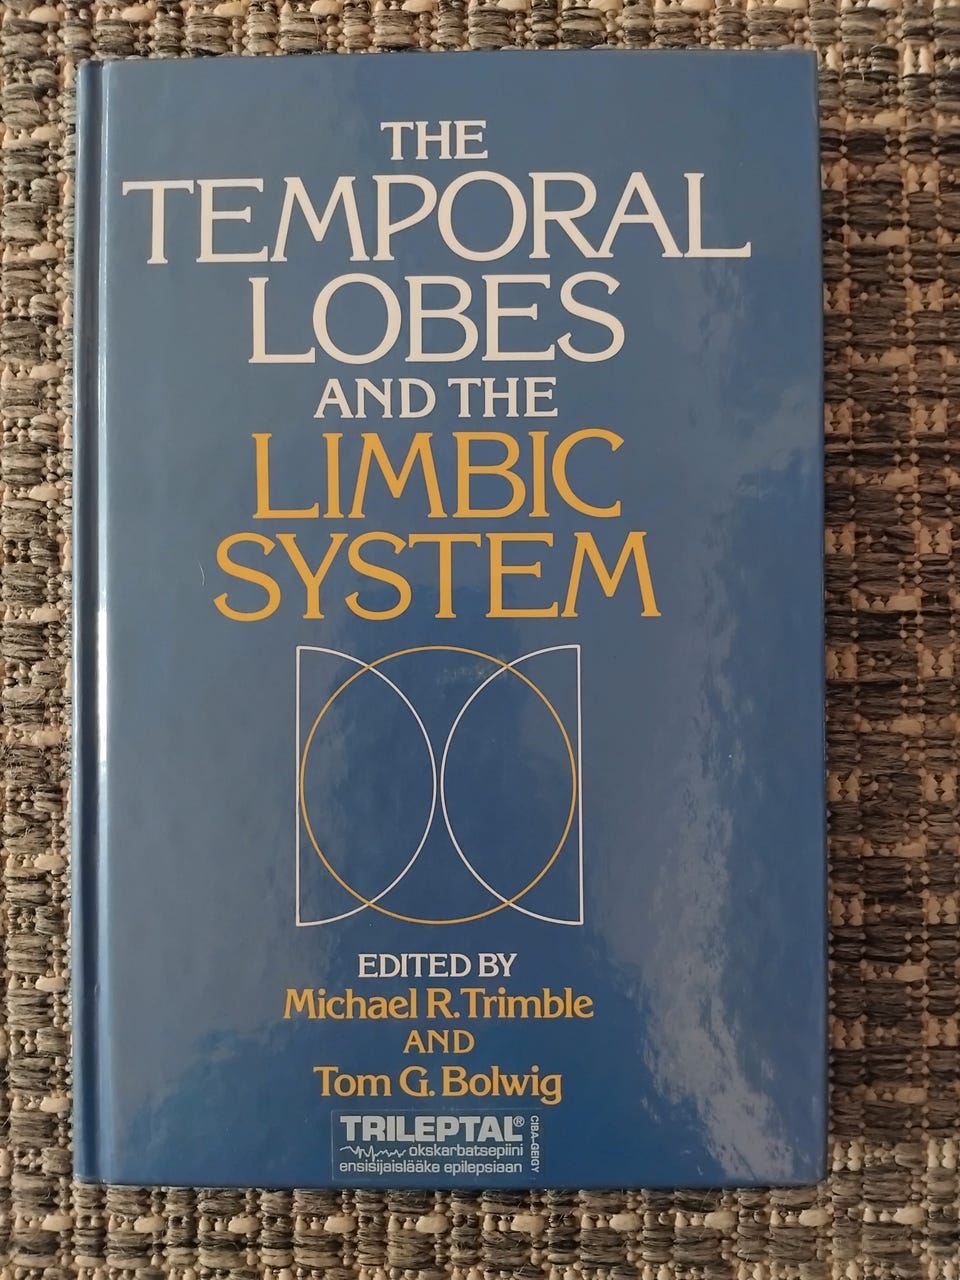 THE
TEMPORAL
LOBES
AND THE
LIMBIC
SYSTEM
EDITED BY
Michael R. Trimble
AND
Tom G. Bolwig
TRILEPTAL®
okskarbatsepiini
ensisijaislääke epilepsiaan
CIBA-GEIGY